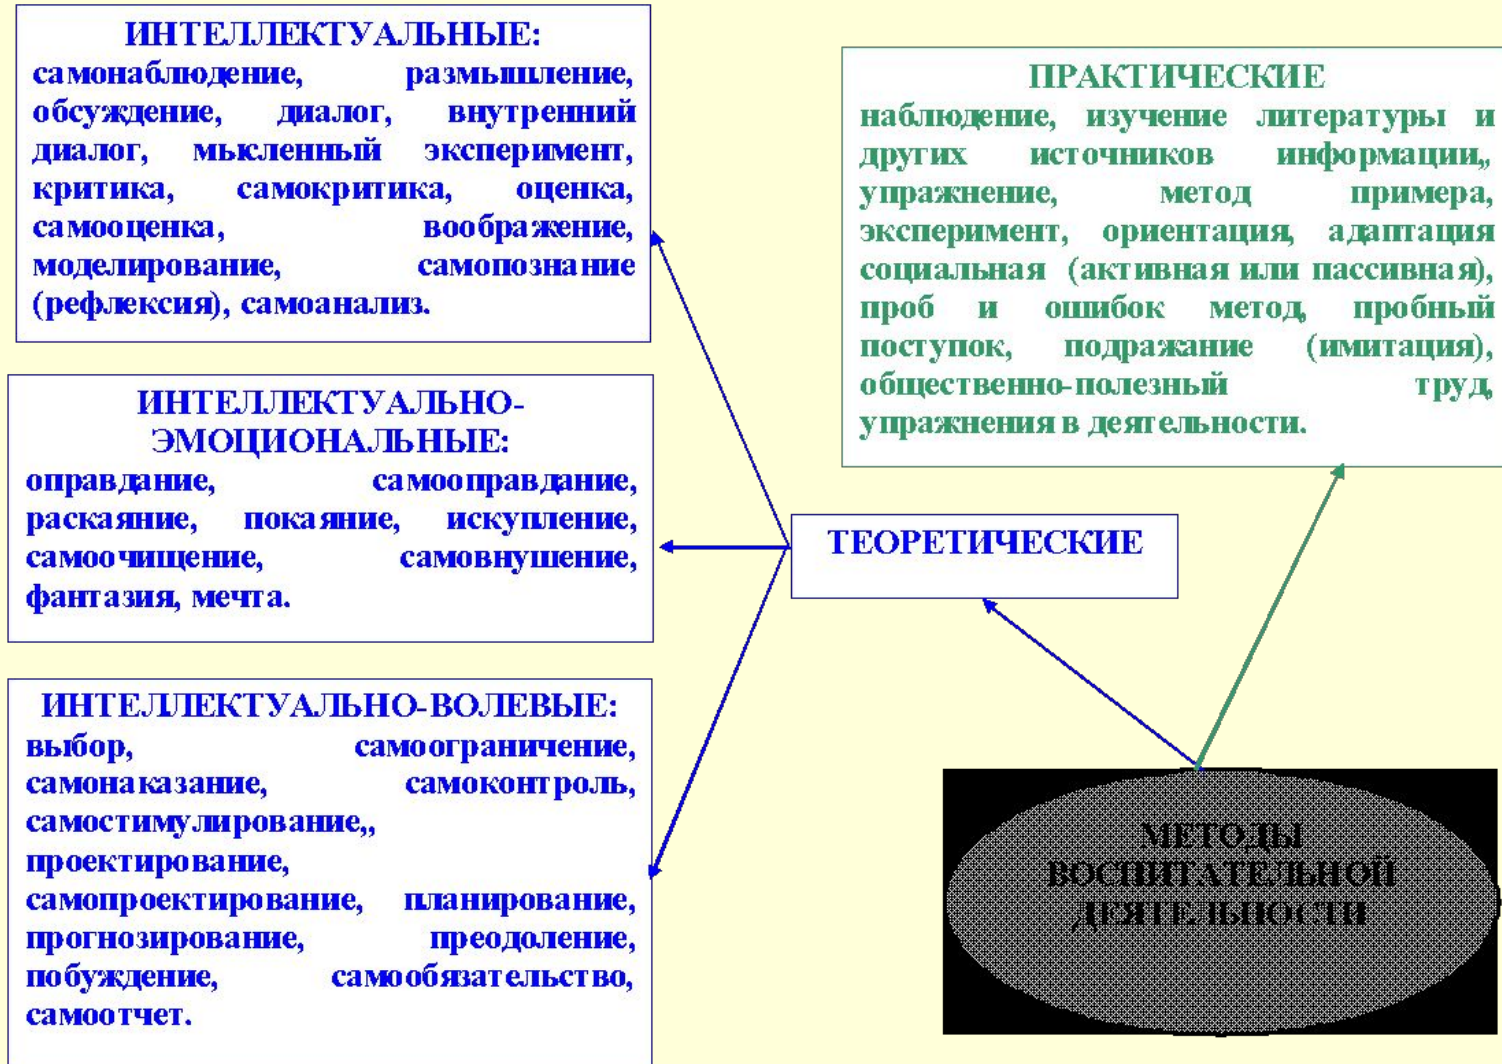 ИНТЕЛЛЕКТУАЛЬНЫЕ:
самонаблюдение, размышление,
обсуждение, диалог, внутренний
диалог, мысленный эксперимент,
критика, самокритика, оценка,
самооценка, воображение,
моделирование, самопознание
(рефлексия), самоанализ.
ИНТЕЛЛЕКТУАЛЬНО-
ЭМОЦИОНАЛЬНЫЕ:
оправдание, самооправдание,
раскаяние, покаяние, искупление,
самоочищение, самовнушение,
фантазия, мечта.
ИНТЕЛЛЕКТУАЛЬНО-ВОЛЕВЫЕ:
выбор, самоограничение,
самонаказание, самоконтроль,
самостимулирование,,
проектирование,
самопроектирование, планирование,
прогнозирование, преодоление,
побуждение, самообязательство,
самоотчет.
ТЕОРЕТИЧЕСКИЕ
ПРАКТИЧЕСКИЕ
наблюдение, изучение литературы и
других источников информации,,
упражнение, метод примера,
эксперимент, ориентация, адаптация
социальная (активная или пассивная),
проб и ошибок метод, пробный
поступок, подражание (имитация),
общественно-полезный труд,
упражнения в деятельности.
МЕТОДЫ
ВОСПИТАТЕЛЬНОЙ
ДЕЯТЕЛЬНОСТИ